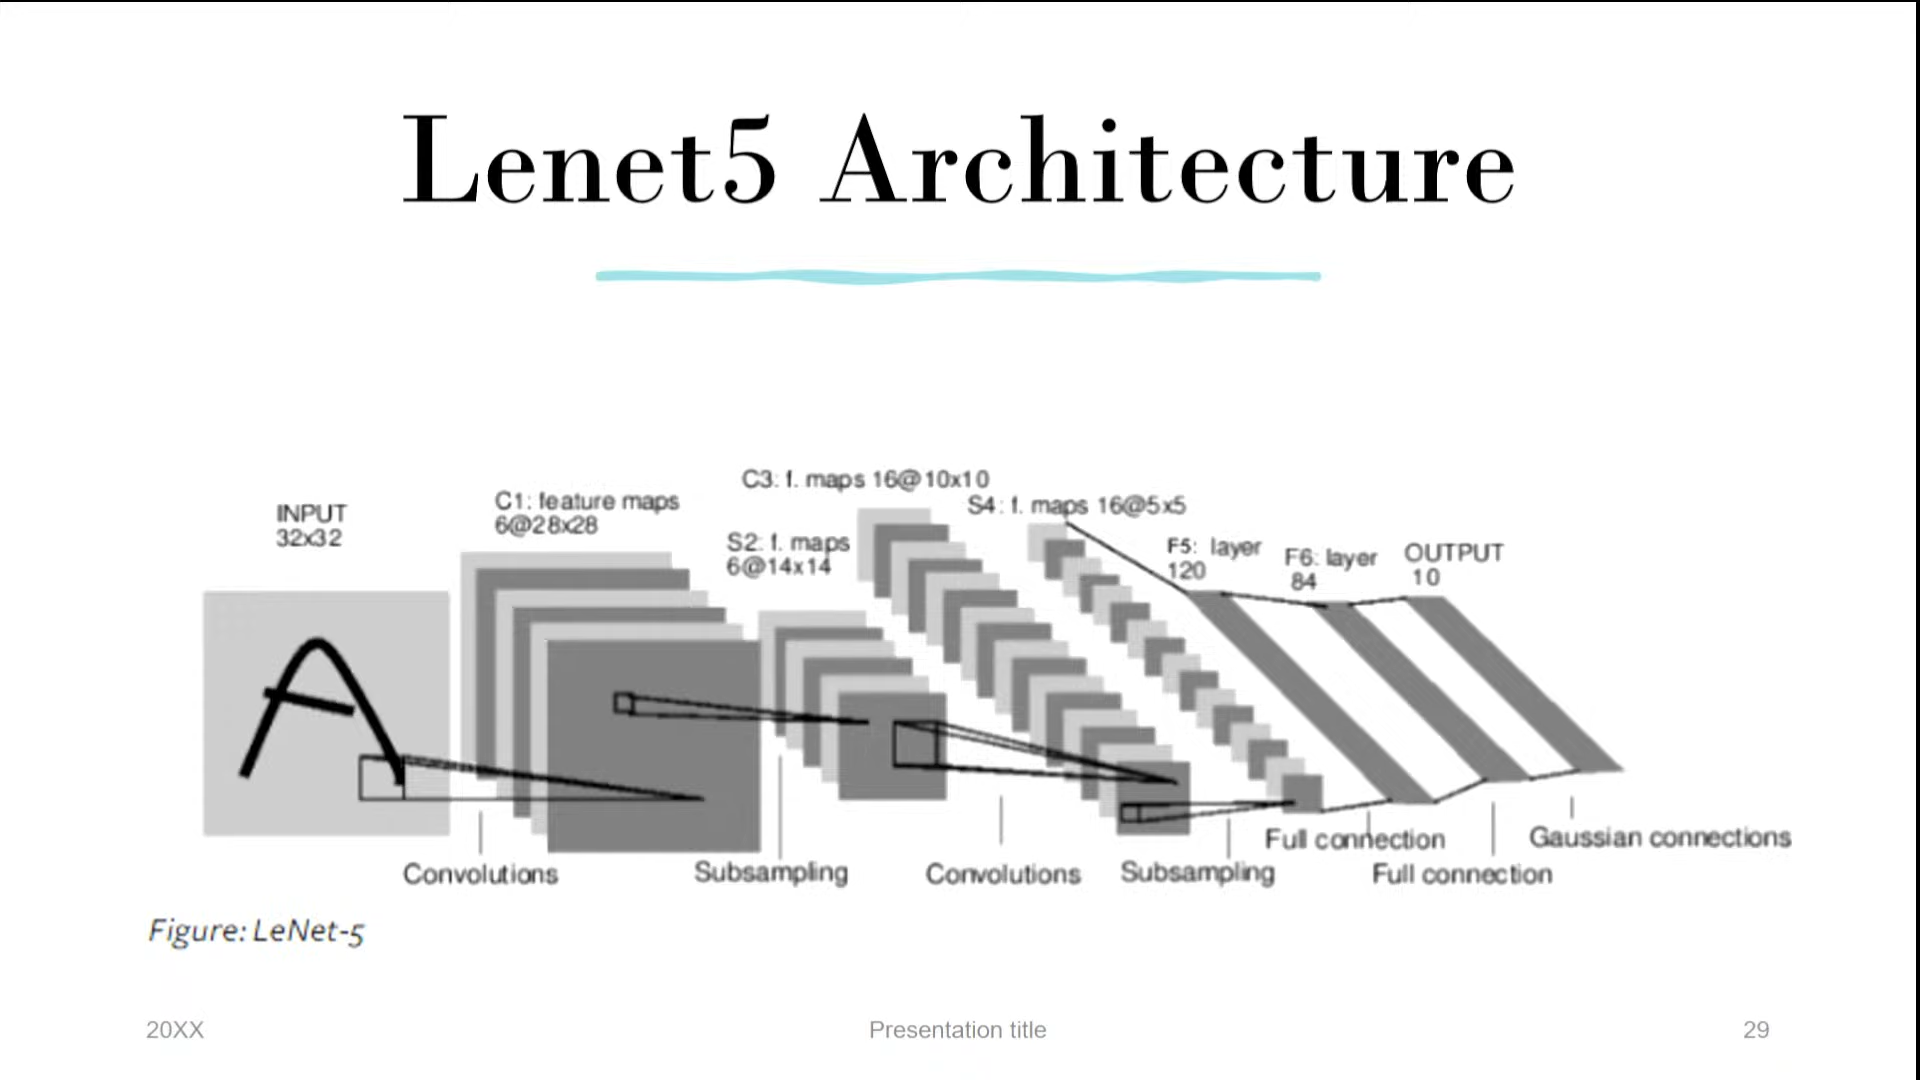 Lenet5 Architecture
INPUT
32x32
C1: feature maps
6@28x28
S2: f. maps
6@14x14
C3: f. maps 16@10x10
S4: f. maps 16@5x5
F5: layer
120
F6: layer
84
OUTPUT
10
Convolutions
Subsampling
Convolutions
Subsampling
Full connection
Full connection
Gaussian connections
Figure: LeNet-5
20XX
Presentation title
29